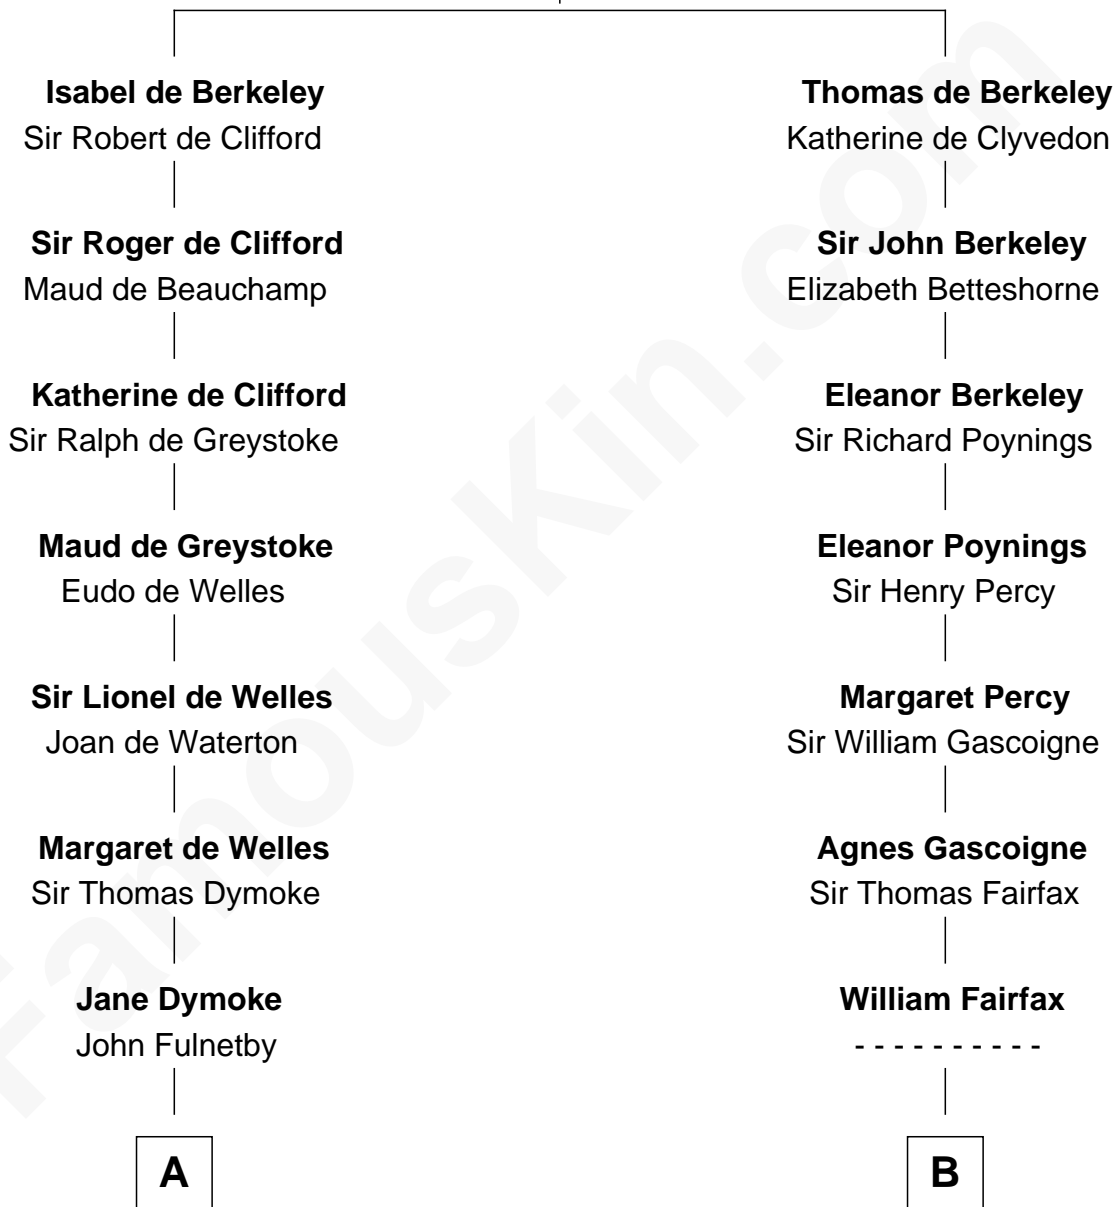 Isabel de Berkeley
Sir Robert de Clifford
Sir Roger de Clifford
Maud de Beauchamp
Katherine de Clifford
Sir Ralph de Greystoke
Maud de Greystoke
Eudo de Welles
Sir Lionel de Welles
Joan de Waterton
Margaret de Welles
Sir Thomas Dymoke
Jane Dymoke
John Fulnetby
A
Thomas de Berkeley
Katherine de Clyvedon
Sir John Berkeley
Elizabeth Betteshorne
Eleanor Berkeley
Sir Richard Poynings
Eleanor Poynings
Sir Henry Percy
Margaret Percy
Sir William Gascoigne
Agnes Gascoigne
Sir Thomas Fairfax
William Fairfax
- - - - - - - - - -
B
FamousKin.com